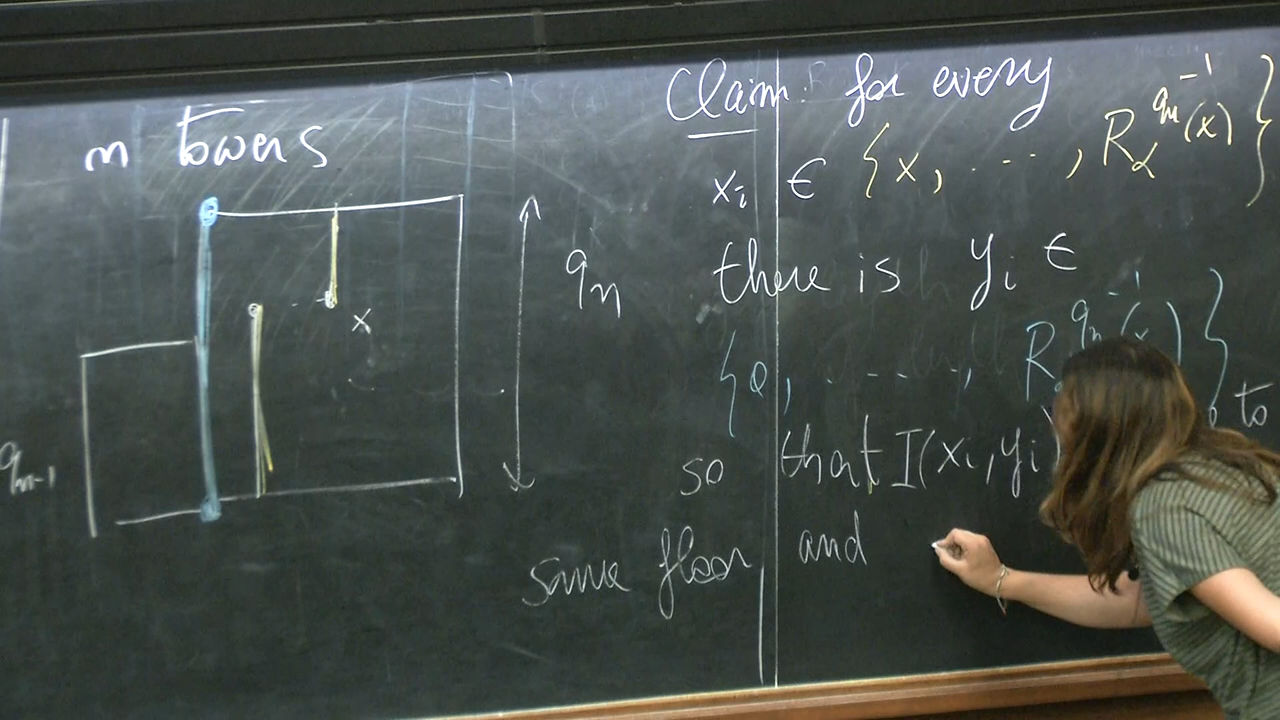 m towers
x
q_n
q_{n-1}
Claim. for every
x_i ∈ {x, ..., R_α^{q_n-1}(x)}
there is y_i ∈
{0, ...., R^{q_n-1}( )}
so that I(x_i, y_i to
same floor and